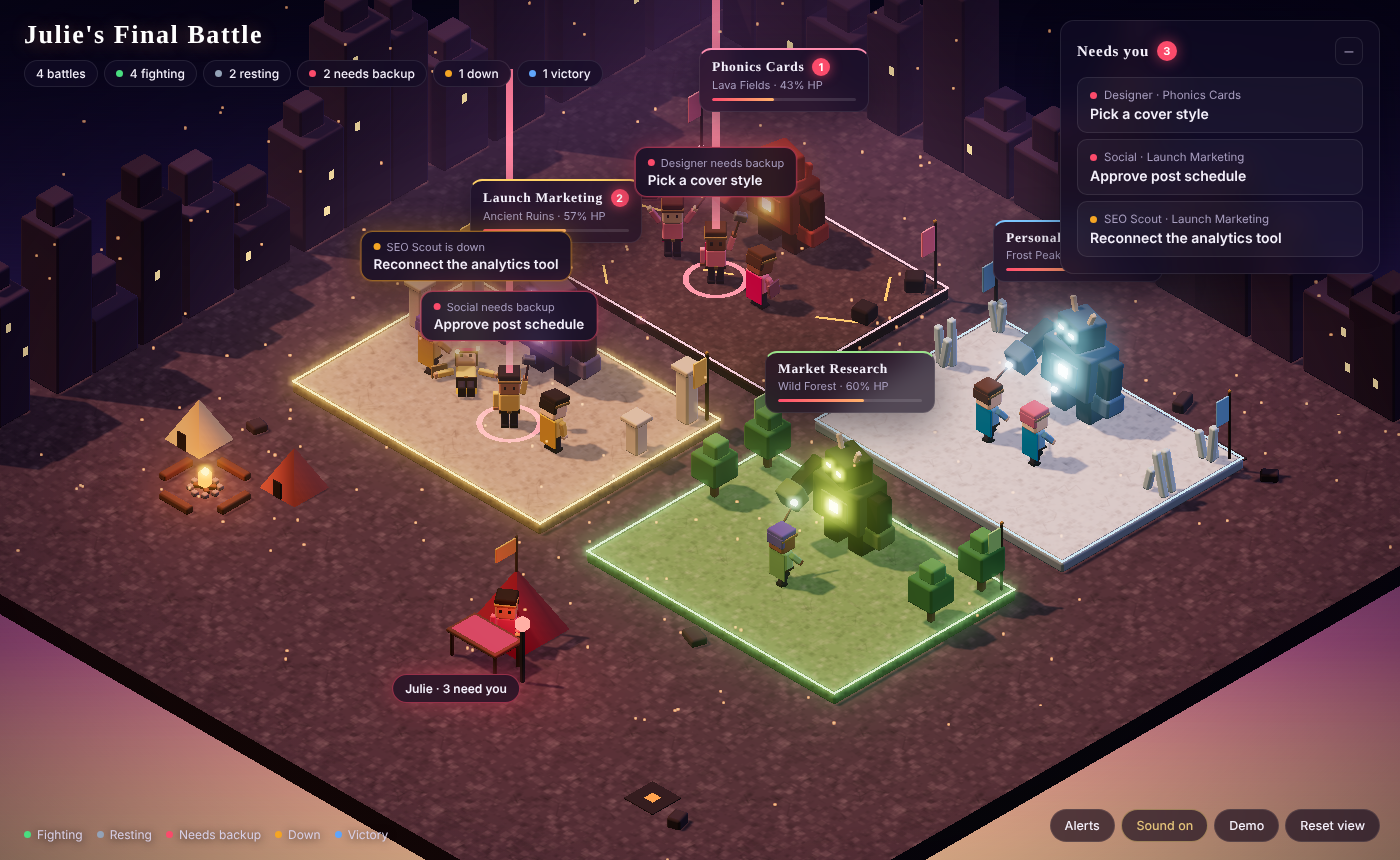 Julie's Final Battle
4 battles
4 fighting
2 resting
2 needs backup
1 down
1 victory
Phonics Cards 1
Lava Fields · 43% HP
Needs you 3
Designer · Phonics Cards
Pick a cover style
Social · Launch Marketing
Approve post schedule
SEO Scout · Launch Marketing
Reconnect the analytics tool
Designer needs backup
Pick a cover style
Launch Marketing 2
Ancient Ruins · 57% HP
SEO Scout is down
Reconnect the analytics tool
Personal
Frost Peak
Social needs backup
Approve post schedule
Market Research
Wild Forest · 60% HP
Julie · 3 need you
Fighting
Resting
Needs backup
Down
Victory
Alerts
Sound on
Demo
Reset view